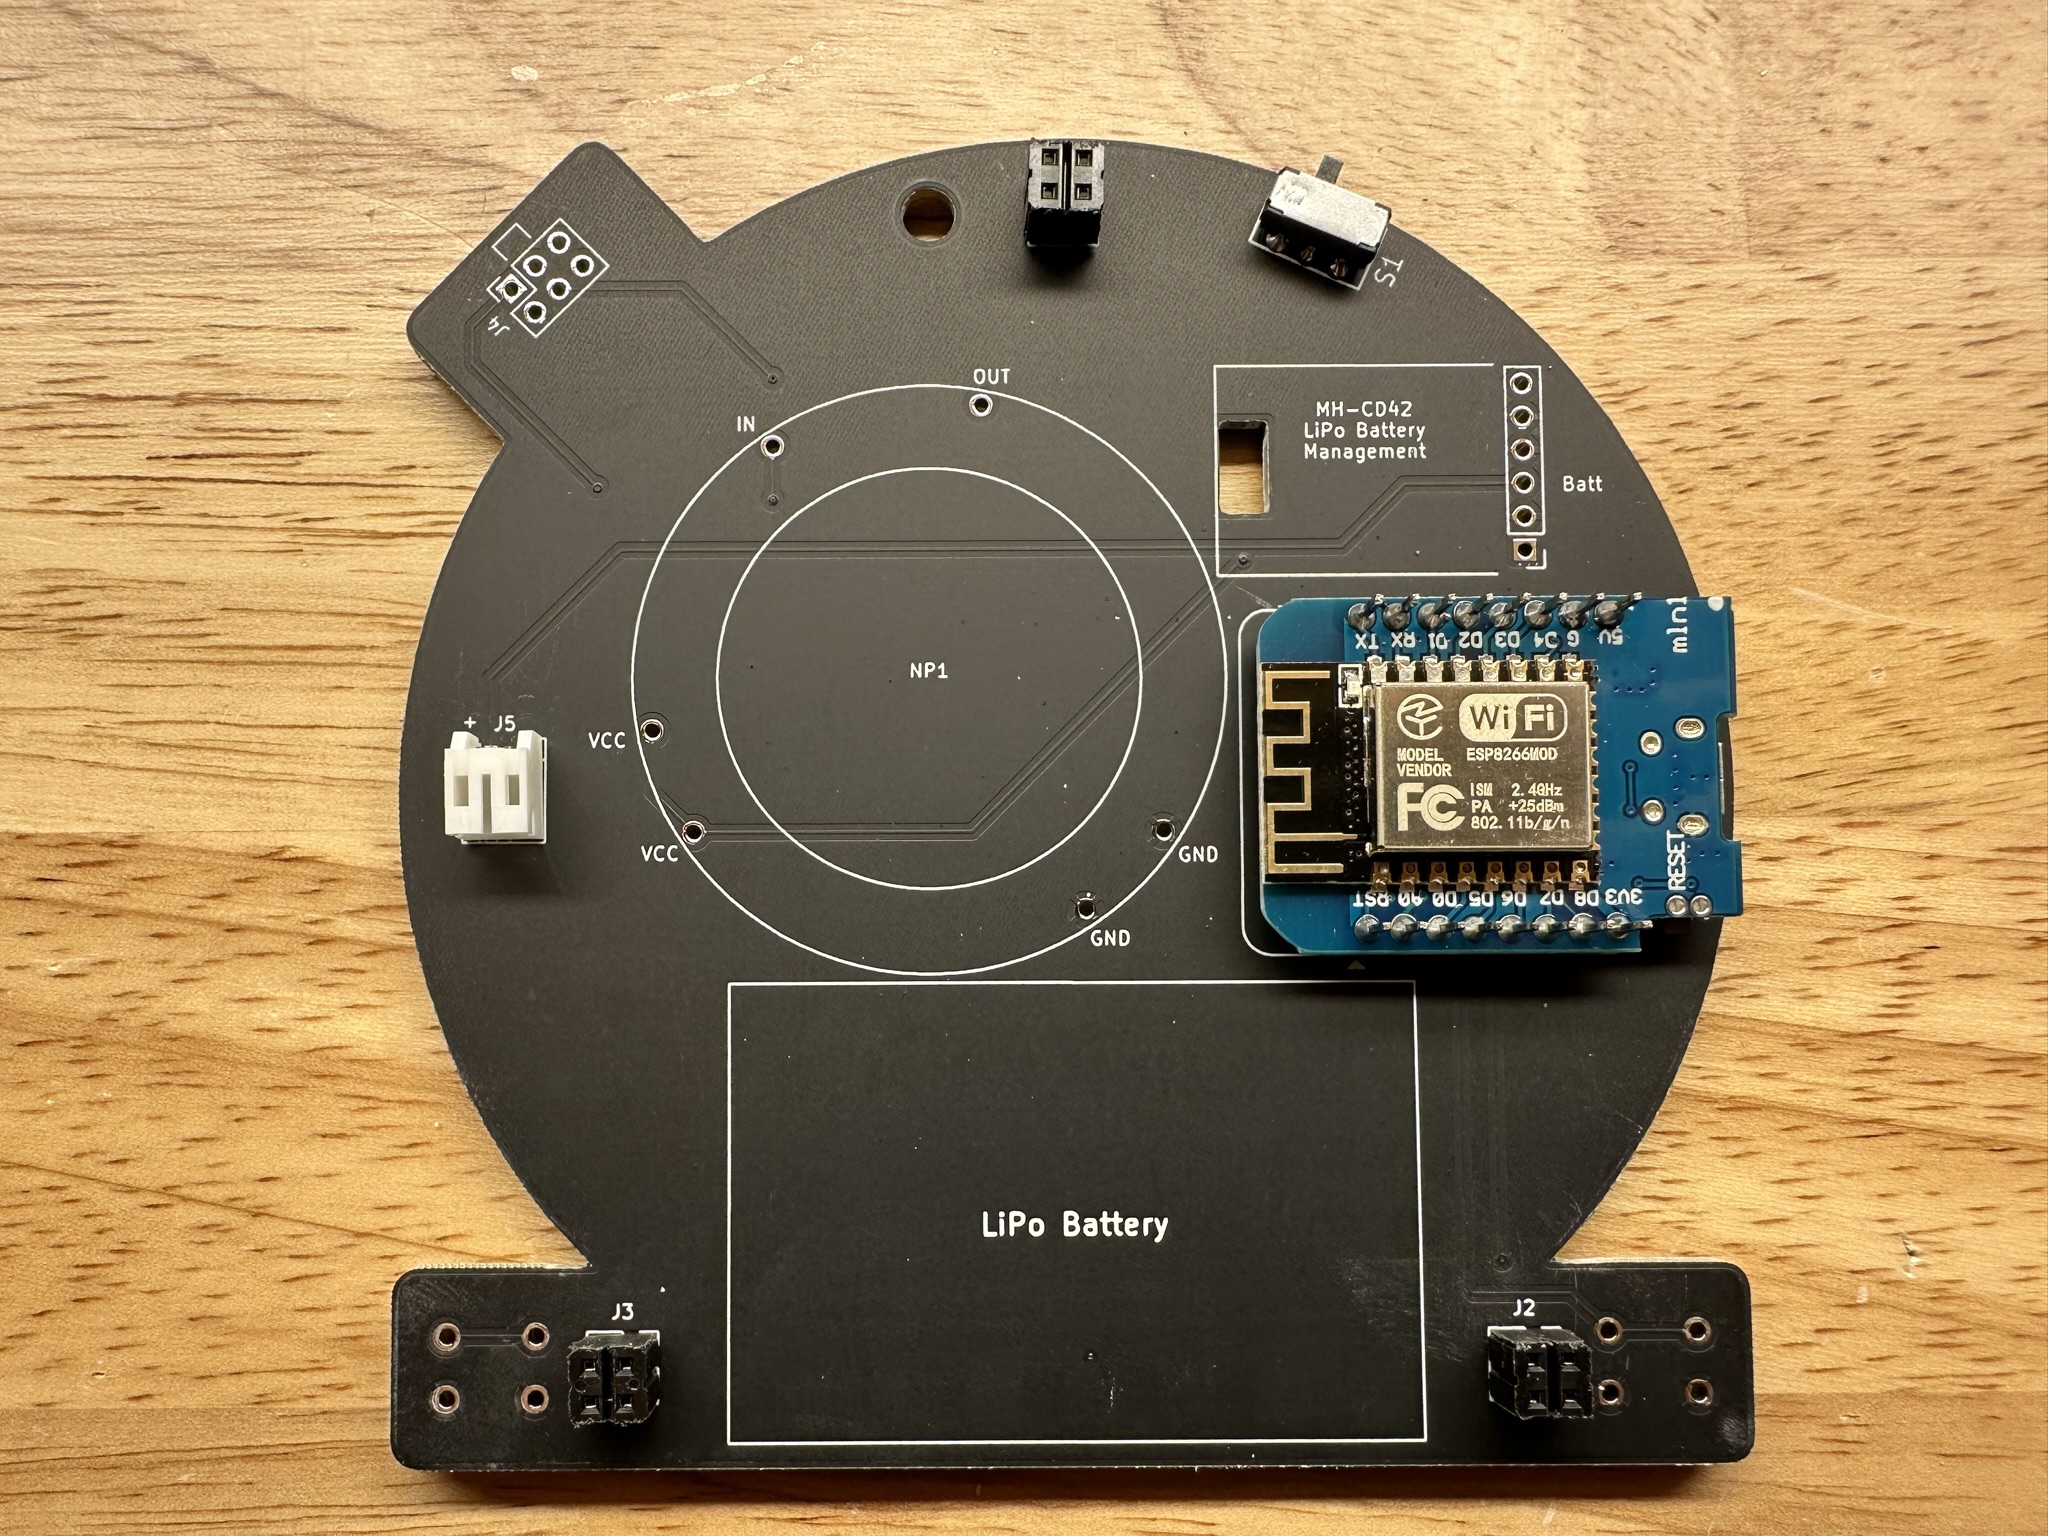 S1
J4
OUT
IN
MH-CD42
LiPo Battery
Management
Batt
NP1
+ J5
VCC
VCC
GND
GND
TX RX D1 D2 D3 D4 G 5V
mini
WiFi
MODEL
VENDOR
ESP8266MOD
FC
ISM 2.4GHz
PA +25dBm
802.11b/g/n
RESET
RST A0 D0 D5 D6 D7 D8 3V3
LiPo Battery
J3
J2